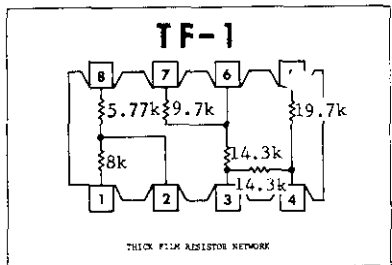 TF-1
8 7 6
5.77k 9.7k 19.7k
8k 14.3k
14.3k
1 2 3 4
THICK FILM RESISTOR NETWORK